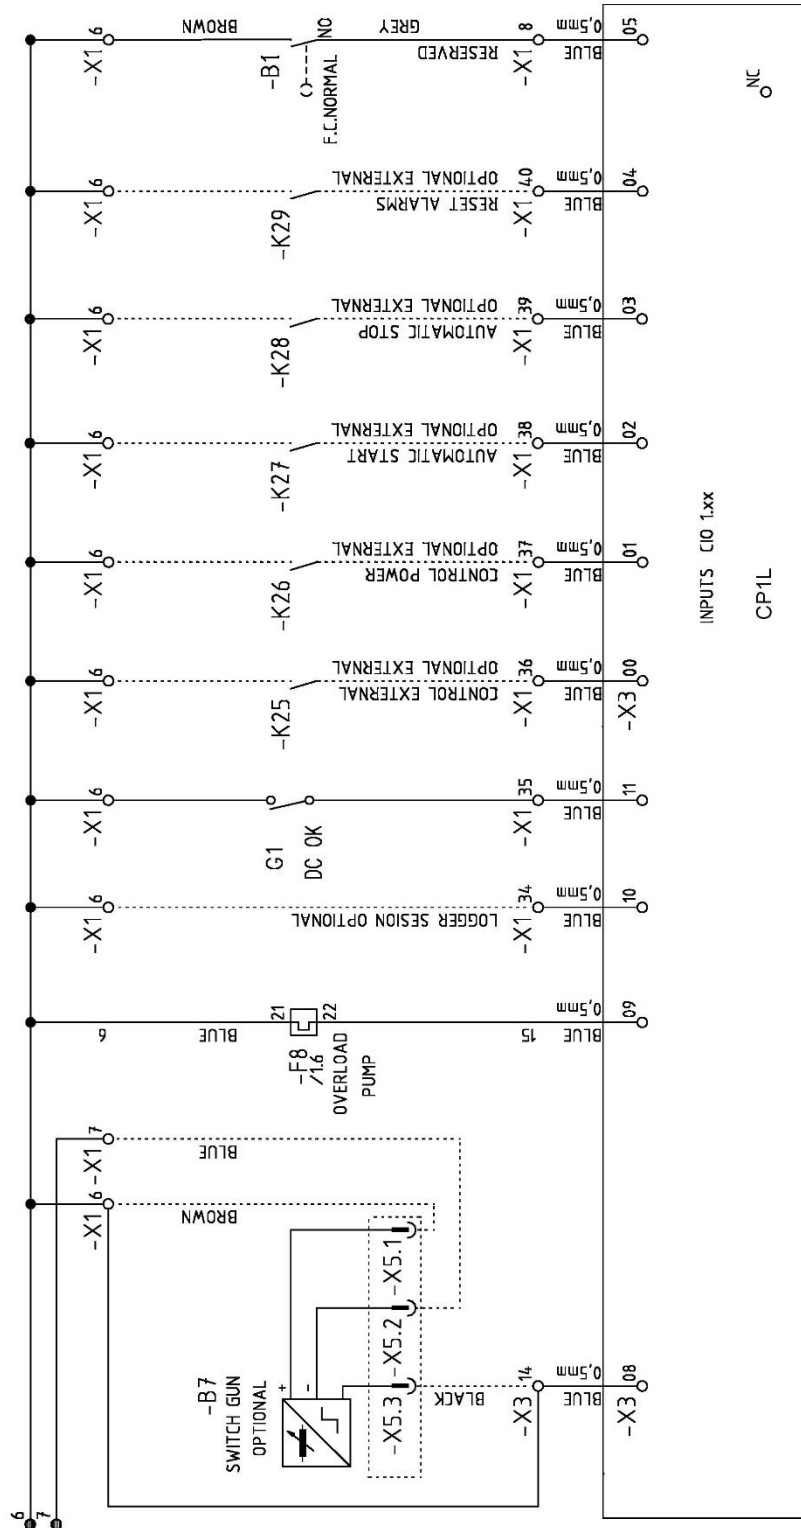 -X1 6
BROWN
-B1
NO
F.C.NORMAL
GREY
RESERVED
-X1 8
0,5mm
BLUE
05
NC
-X1 6
-K29
OPTIONAL EXTERNAL
RESET ALARMS
-X1 40
0,5mm
BLUE
04
-X1 6
-K28
OPTIONAL EXTERNAL
AUTOMATIC STOP
-X1 39
0,5mm
BLUE
03
-X1 6
-K27
OPTIONAL EXTERNAL
AUTOMATIC START
-X1 38
0,5mm
BLUE
02
-X1 6
-K26
OPTIONAL EXTERNAL
CONTROL POWER
-X1 37
0,5mm
BLUE
01
-X1 6
-K25
OPTIONAL EXTERNAL
CONTROL EXTERNAL
-X1 36
0,5mm
BLUE
-X3 00
INPUTS CIO 1.xx
CP1L
-X1 6
G1
DC OK
-X1 35
0,5mm
BLUE
11
-X1 6
LOGGER SESION OPTIONAL
-X1 34
0,5mm
BLUE
10
6
BLUE
21
22
-F8
/1.6
OVERLOAD
PUMP
15
0,5mm
BLUE
09
-X1 7
BLUE
-X1 6
BROWN
-B7
SWITCH GUN
OPTIONAL
+
-
-X5.1
-X5.2
-X5.3
BLACK
-X3 14
0,5mm
BLUE
-X3 08
6
7